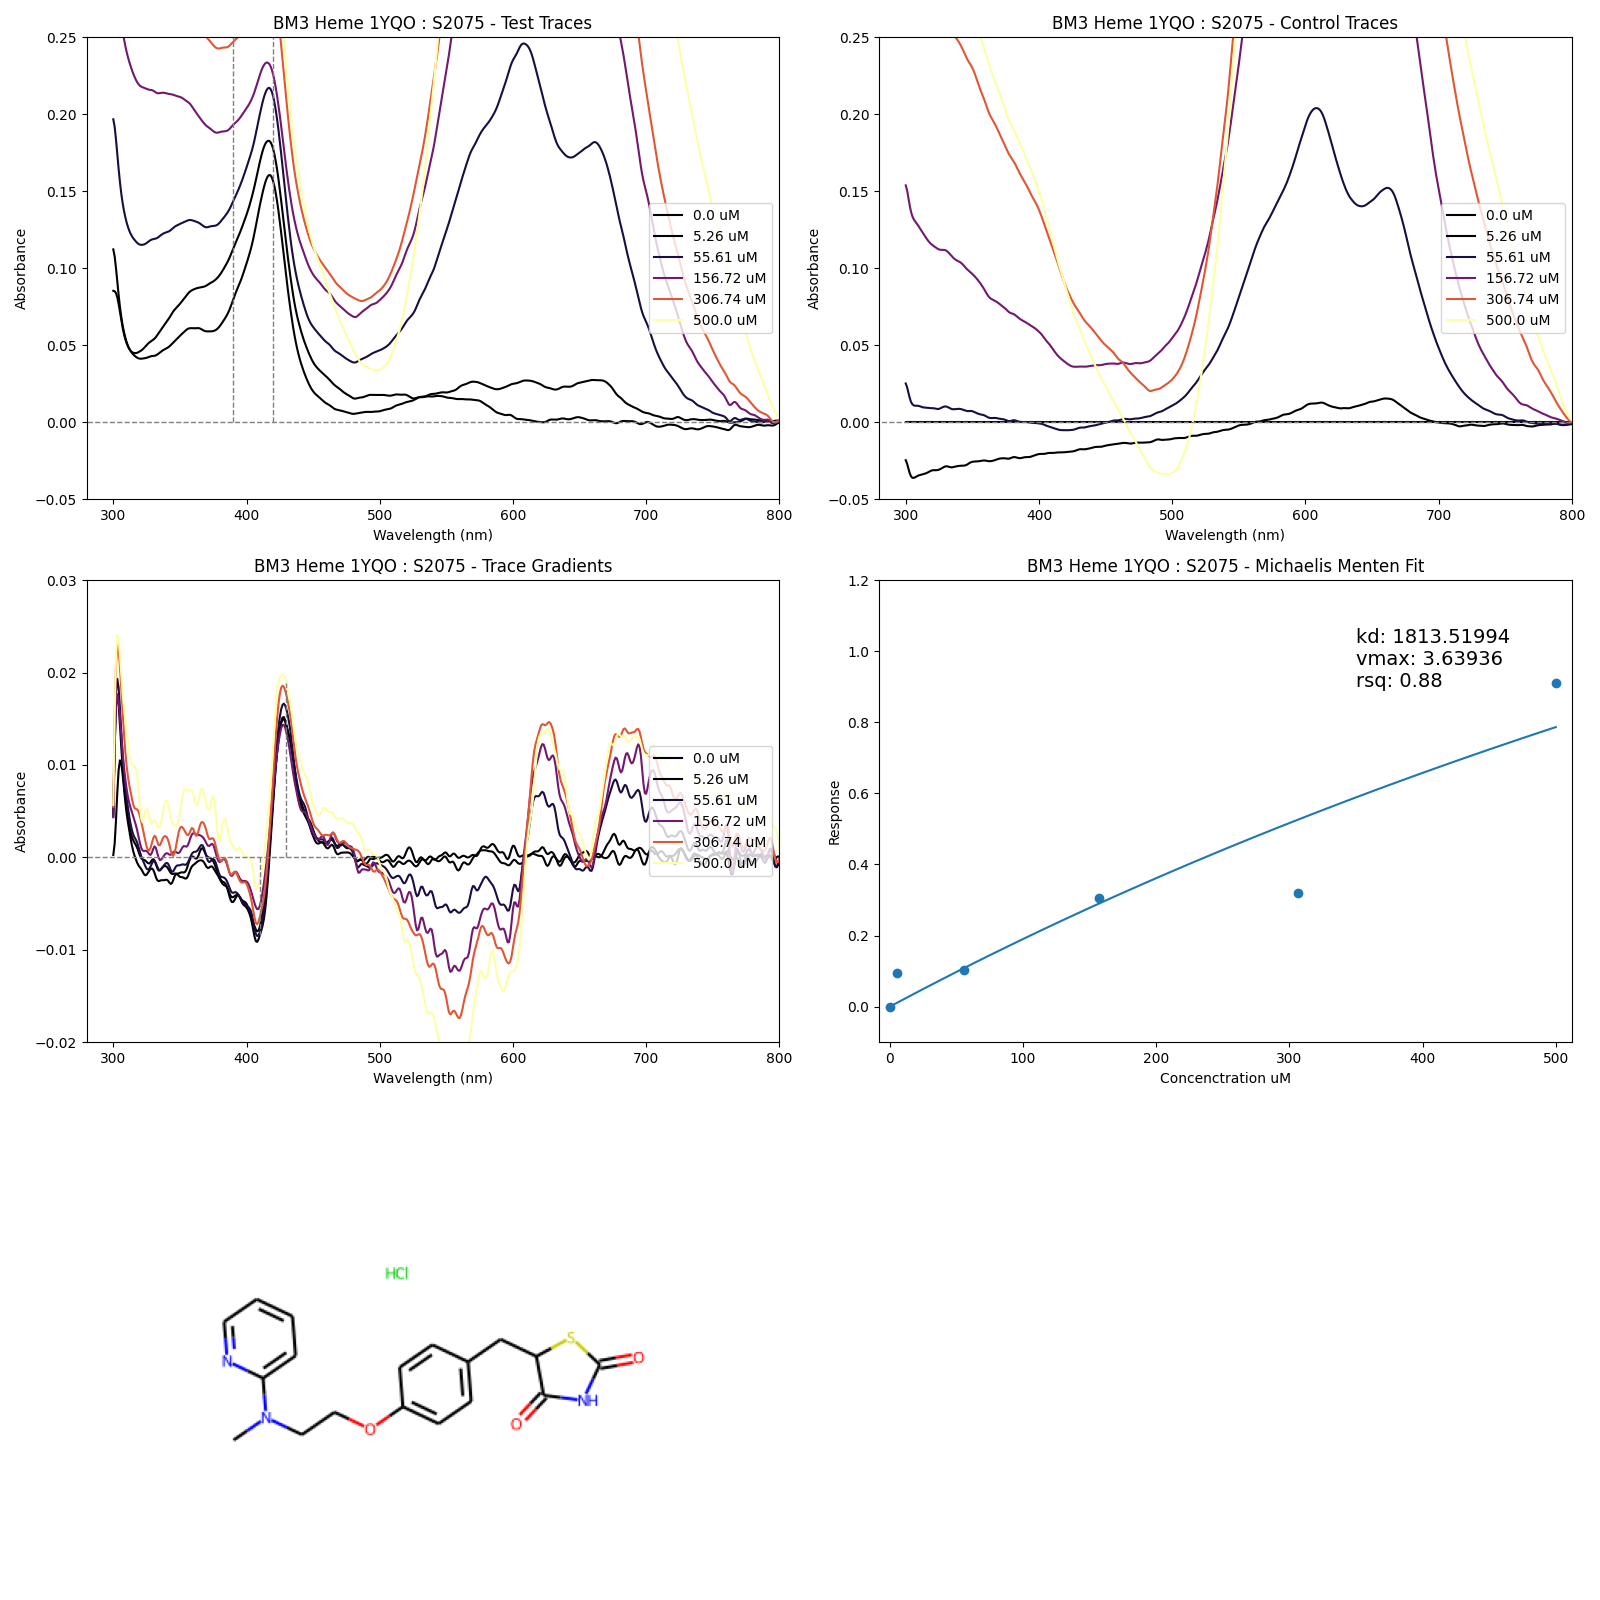 BM3 Heme 1YQO : S2075 - Test Traces
Absorbance
0.25
0.20
0.15
0.10
0.05
0.00
−0.05
300 400 500 600 700 800
Wavelength (nm)
0.0 uM
5.26 uM
55.61 uM
156.72 uM
306.74 uM
500.0 uM
BM3 Heme 1YQO : S2075 - Control Traces
Absorbance
0.25
0.20
0.15
0.10
0.05
0.00
−0.05
300 400 500 600 700 800
Wavelength (nm)
0.0 uM
5.26 uM
55.61 uM
156.72 uM
306.74 uM
500.0 uM
BM3 Heme 1YQO : S2075 - Trace Gradients
Absorbance
0.03
0.02
0.01
0.00
−0.01
−0.02
300 400 500 600 700 800
Wavelength (nm)
0.0 uM
5.26 uM
55.61 uM
156.72 uM
306.74 uM
500.0 uM
BM3 Heme 1YQO : S2075 - Michaelis Menten Fit
Response
1.2
1.0
0.8
0.6
0.4
0.2
0.0
0 100 200 300 400 500
Concenctration uM
kd: 1813.51994
vmax: 3.63936
rsq: 0.88
HCl
N
N
O
S
O
NH
O